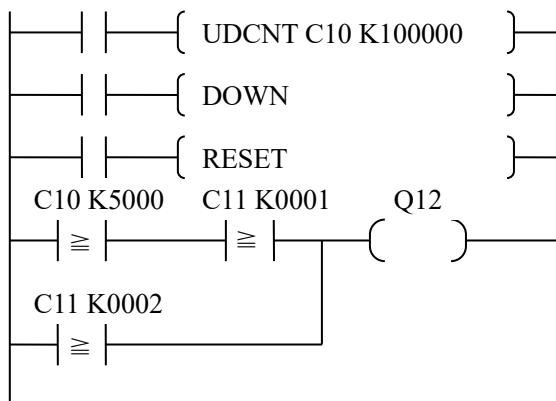 UDCNT C10 K100000
DOWN
RESET
C10 K5000 C11 K0001 Q12
≧ ≧
C11 K0002
≧